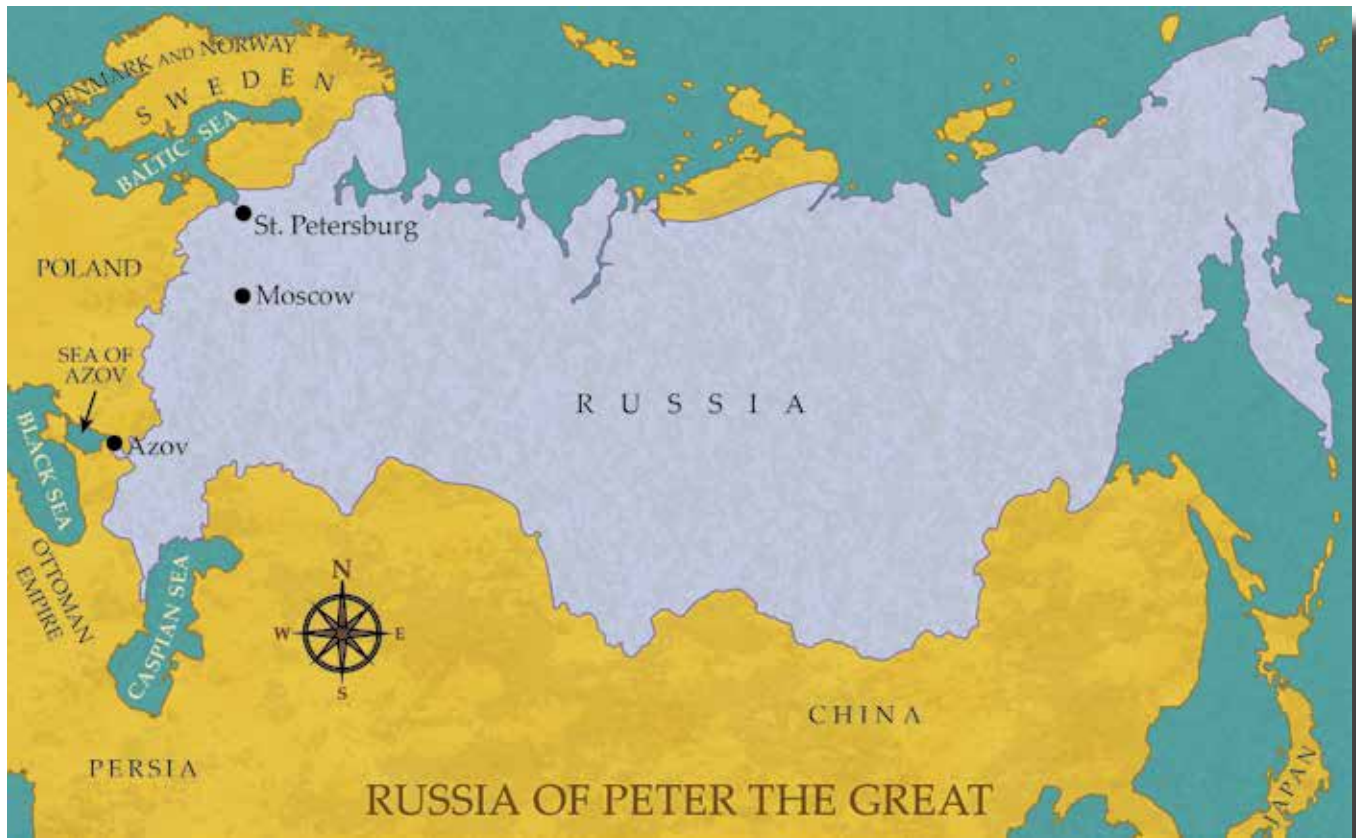 DENMARK AND NORWAY
SWEDEN
BALTIC SEA
St. Petersburg
POLAND
Moscow
SEA OF
AZOV
RUSSIA
BLACK SEA
Azov
OTTOMAN
EMPIRE
CASPIAN SEA
N
W
E
S
CHINA
PERSIA
JAPAN
RUSSIA OF PETER THE GREAT